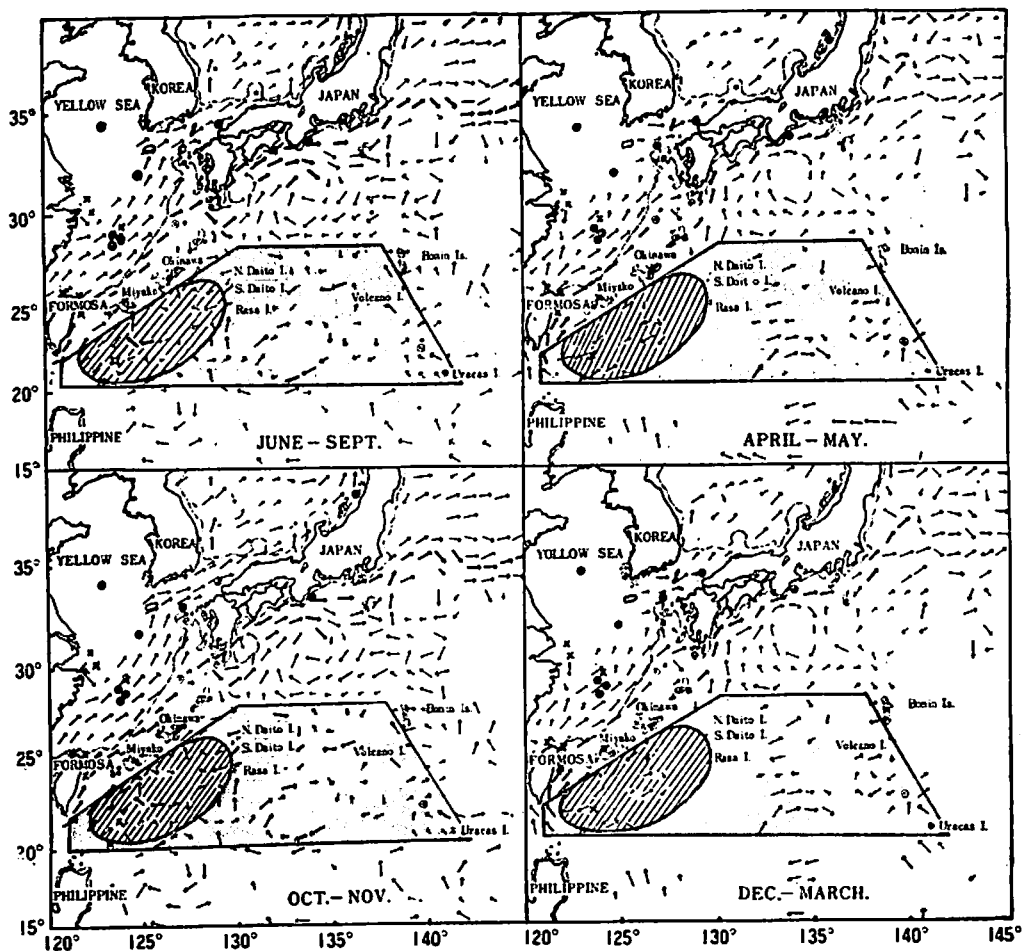 KOREA
YELLOW SEA
JAPAN
35°
30°
Okinawa
N. Daito I.
Bonin Is.
Miyako
S. Daito I.
Volcano I.
FORMOSA
Rasa I.
25°
Uracas I.
20°
PHILIPPINE
JUNE–SEPT.
15°
KOREA
YELLOW SEA
JAPAN
Okinawa
N. Daito I.
Bonin Is.
Miyako
S. Daito I.
Volcano I.
FORMOSA
Rasa I.
Uracas I.
PHILIPPINE
APRIL–MAY.
KOREA
YELLOW SEA
JAPAN
35°
30°
Okinawa
N. Daito I.
Bonin Is.
Miyako
S. Daito I.
Volcano I.
FORMOSA
Rasa I.
25°
Uracas I.
20°
PHILIPPINE
OCT.–NOV.
15°
120° 125° 130° 135° 140°
KOREA
YOLLOW SEA
JAPAN
Okinawa
N. Daito I.
Bonin Is.
Miyako
S. Daito I.
Volcano I.
FORMOSA
Rasa I.
Uracas I.
PHILIPPINE
DEC.–MARCH.
120° 125° 130° 135° 140° 145°